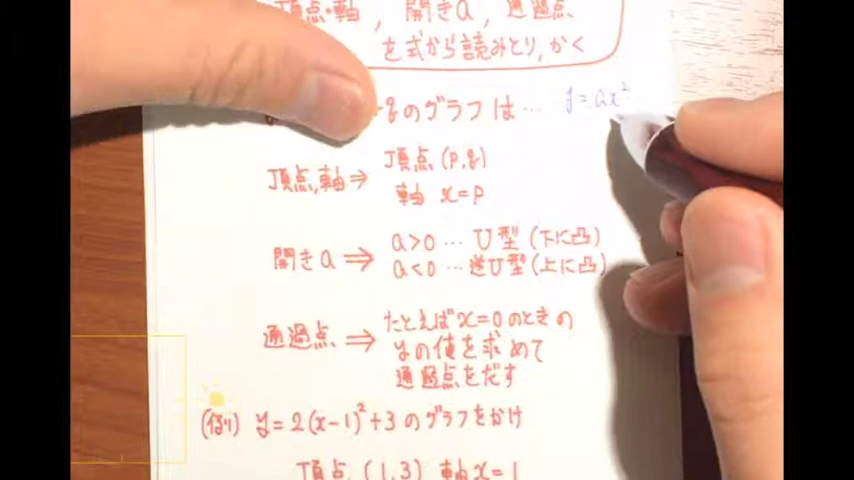 頂点・軸, 開きa, 通過点
を式から読みとり, かく
qのグラフは… y=ax²
頂点, 軸⇒ 頂点 (p,q)
軸 x=p
開きa⇒ a>0…U型(下に凸)
a<0…逆U型(上に凸)
通過点⇒ たとえばx=0のときの
yの値を求めて
通過点をだす
(例1) y=2(x-1)²+3のグラフをかけ
頂点 (1,3) 軸x=1